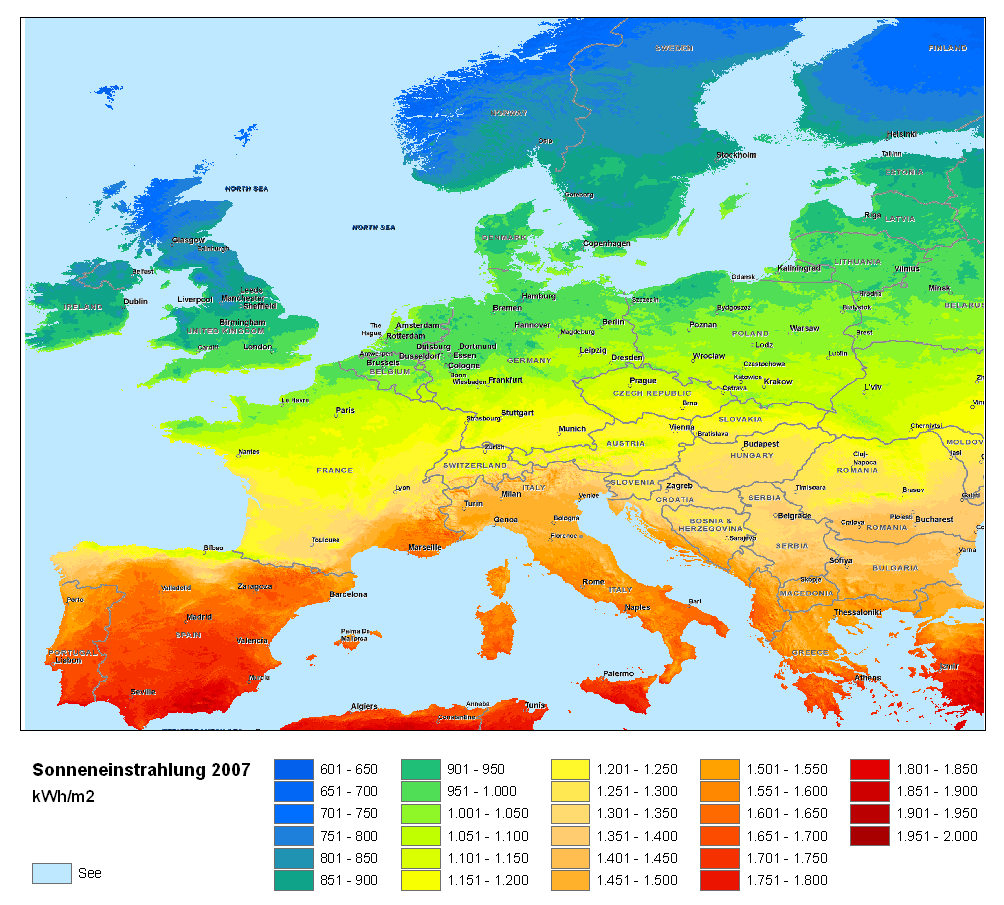 SWEDEN
FINLAND
NORWAY
Oslo
Helsinki
Stockholm
Tallinn
ESTONIA
NORTH SEA
Goteborg
Riga
LATVIA
NORTH SEA
Glasgow
Edinburgh
DENMARK
Copenhagen
Belfast
Kaliningrad
LITHUANIA
Vilnius
Gdansk
Leeds
Manchester
Sheffield
Liverpool
Dublin
IRELAND
Hamburg
Szczecin
Minsk
Grodno
BELARUS
Bremen
Bydgoszcz
Bialystok
Birmingham
UNITED KINGDOM
The
Hague
Amsterdam
Rotterdam
Hannover
Magdeburg
Berlin
Poznan
POLAND
Warsaw
Brest
Cardiff
London
Antwerpen
Brussels
BELGIUM
Duisburg
Dusseldorf
Dortmund
Essen
Cologne
GERMANY
Leipzig
Dresden
Wroclaw
Lodz
Lublin
Czestochowa
Bonn
Wiesbaden
Frankfurt
Prague
CZECH REPUBLIC
Katowice
Ostrava
Krakow
L'viv
Le Havre
Paris
Strasbourg
Stuttgart
Brno
SLOVAKIA
Munich
Vienna
Bratislava
Chernivtsi
Nantes
Zurich
AUSTRIA
Budapest
HUNGARY
Cluj-
Napoca
Iasi
MOLDOV
FRANCE
SWITZERLAND
ROMANIA
Lyon
ITALY
Milan
Venice
SLOVENIA
Zagreb
CROATIA
SERBIA
Timisoara
Brasov
Galati
Turin
Genoa
Bologna
Florence
BOSNIA &
HERZEGOVINA
Sarajevo
Belgrade
Craiova
Ploiesti
Bucharest
ROMANIA
Bilbao
Toulouse
Marseille
SERBIA
Sofiya
BULGARIA
Varna
Porto
Valladolid
Zaragoza
Barcelona
Rome
ITALY
Naples
Bari
Skopje
MACEDONIA
Thessaloniki
Madrid
SPAIN
Valencia
Palma De
Mallorca
PORTUGAL
Lisbon
Murcia
Seville
Palermo
GREECE
Athens
Izmir
Algiers
Annaba
Constantine
Tunis
Sonneneinstrahlung 2007
kWh/m2
See
601 - 650
651 - 700
701 - 750
751 - 800
801 - 850
851 - 900
901 - 950
951 - 1.000
1.001 - 1.050
1.051 - 1.100
1.101 - 1.150
1.151 - 1.200
1.201 - 1.250
1.251 - 1.300
1.301 - 1.350
1.351 - 1.400
1.401 - 1.450
1.451 - 1.500
1.501 - 1.550
1.551 - 1.600
1.601 - 1.650
1.651 - 1.700
1.701 - 1.750
1.751 - 1.800
1.801 - 1.850
1.851 - 1.900
1.901 - 1.950
1.951 - 2.000